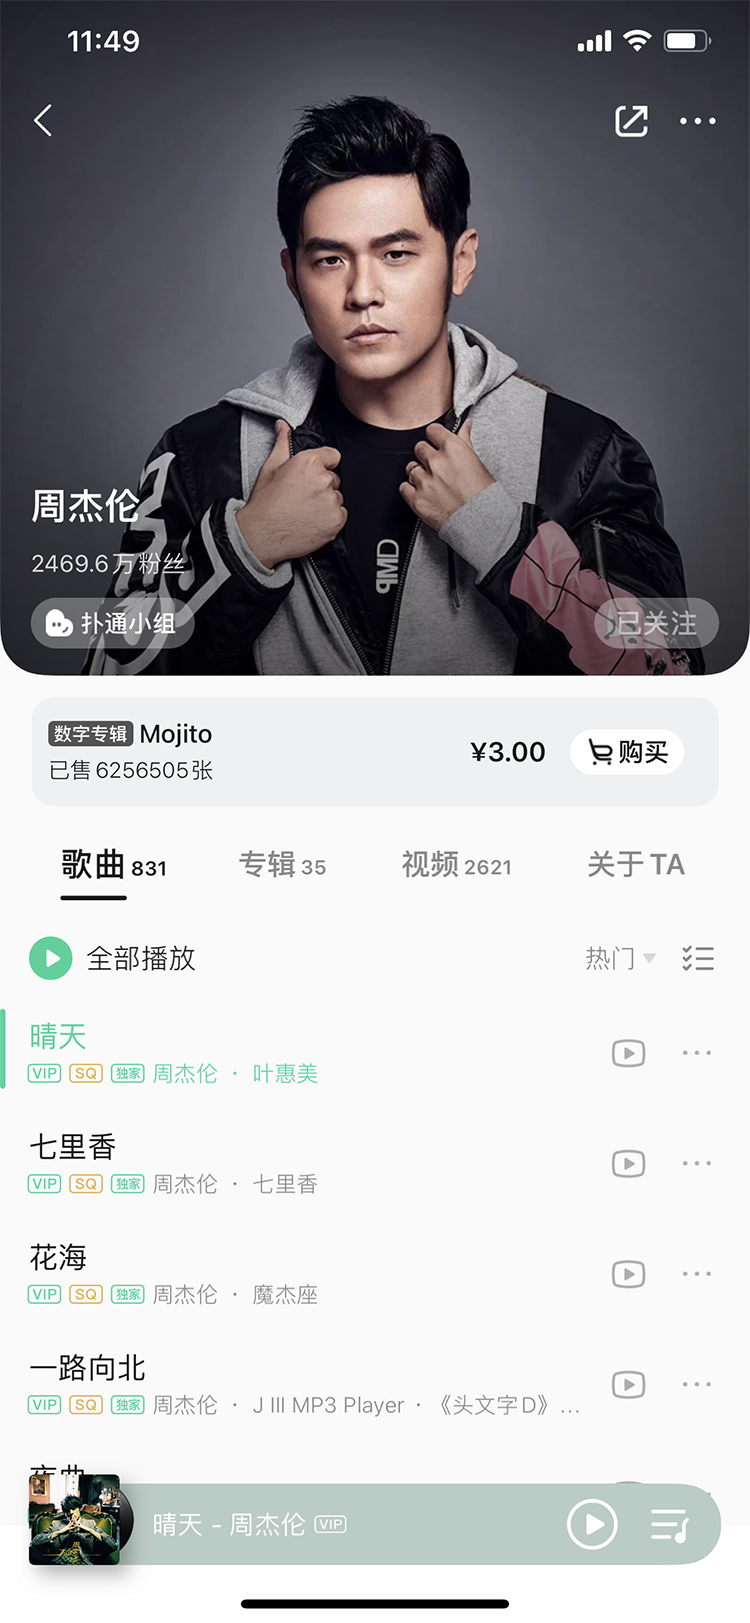 11:49
周杰伦
2469.6万粉丝
扑通小组
已关注
数字专辑 Mojito
已售6256505张
¥3.00
购买
歌曲 831 专辑 35 视频 2621 关于TA
全部播放 热门
晴天
VIP SQ 独家 周杰伦 · 叶惠美
七里香
VIP SQ 独家 周杰伦 · 七里香
花海
VIP SQ 独家 周杰伦 · 魔杰座
一路向北
VIP SQ 独家 周杰伦 · J III MP3 Player · 《头文字D》...
夜曲
晴天 - 周杰伦 VIP